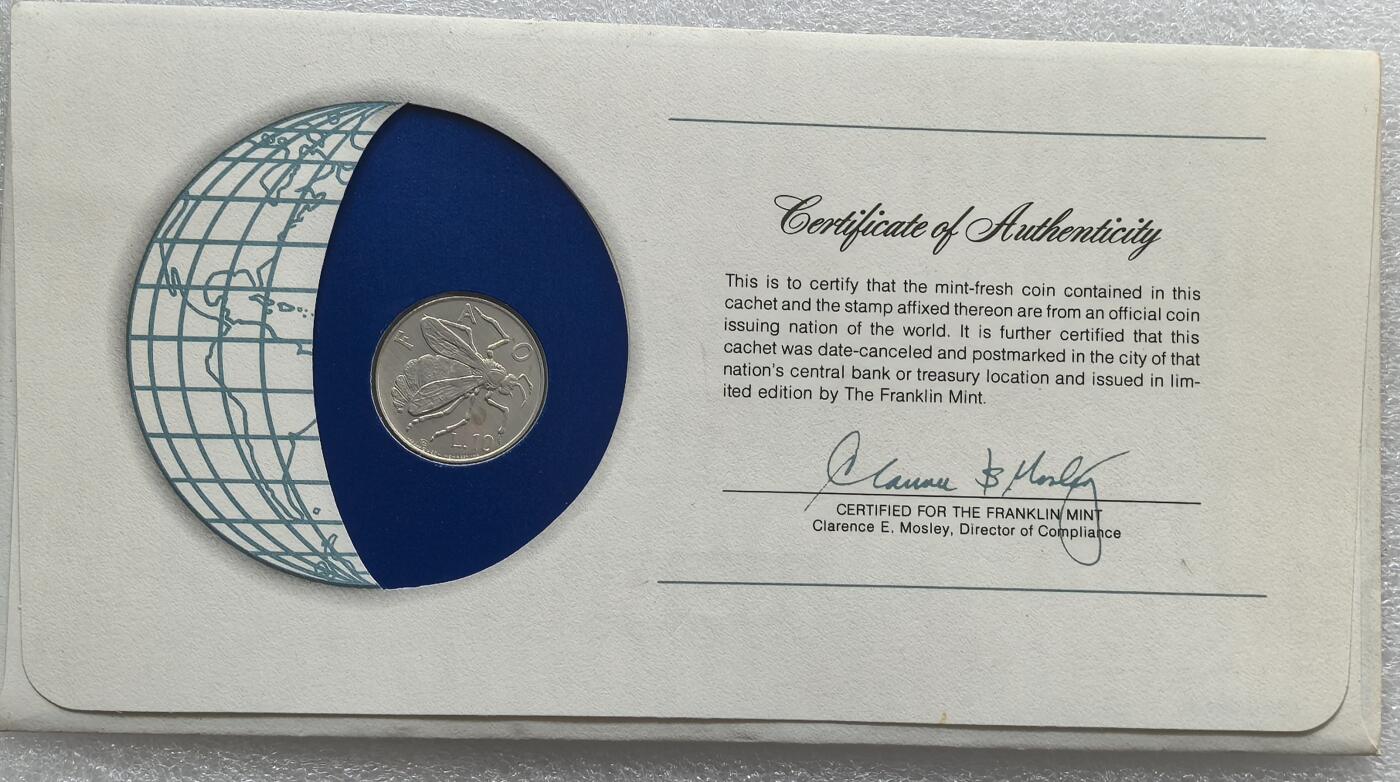 F A O
L. 10
Certificate of Authenticity
This is to certify that the mint-fresh coin contained in this
cachet and the stamp affixed thereon are from an official coin
issuing nation of the world. It is further certified that this
cachet was date-canceled and postmarked in the city of that
nation's central bank or treasury location and issued in lim-
ited edition by The Franklin Mint.
CERTIFIED FOR THE FRANKLIN MINT
Clarence E. Mosley, Director of Compliance